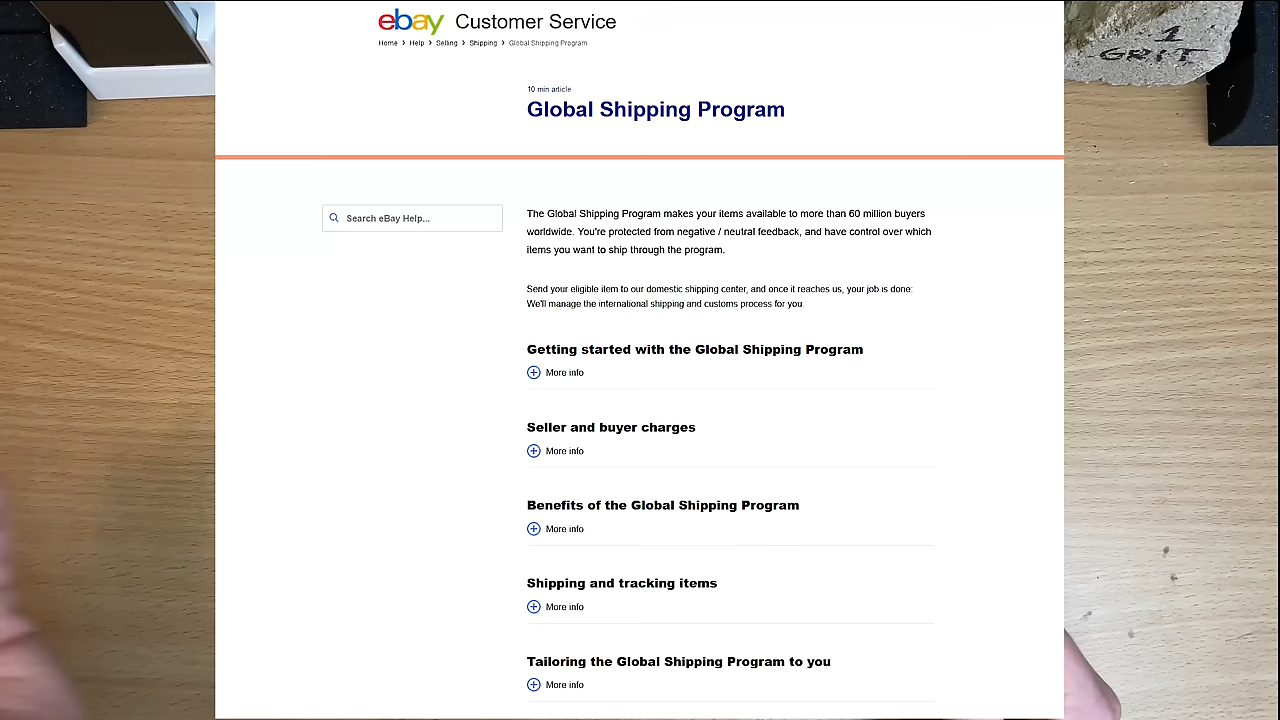 ebay Customer Service
Home > Help > Selling > Shipping > Global Shipping Program
10 min article
Global Shipping Program
Search eBay Help...
The Global Shipping Program makes your items available to more than 60 million buyers
worldwide. You're protected from negative / neutral feedback, and have control over which
items you want to ship through the program.
Send your eligible item to our domestic shipping center, and once it reaches us, your job is done:
We'll manage the international shipping and customs process for you.
Getting started with the Global Shipping Program
More info
Seller and buyer charges
More info
Benefits of the Global Shipping Program
More info
Shipping and tracking items
More info
Tailoring the Global Shipping Program to you
More info
1
GRIT